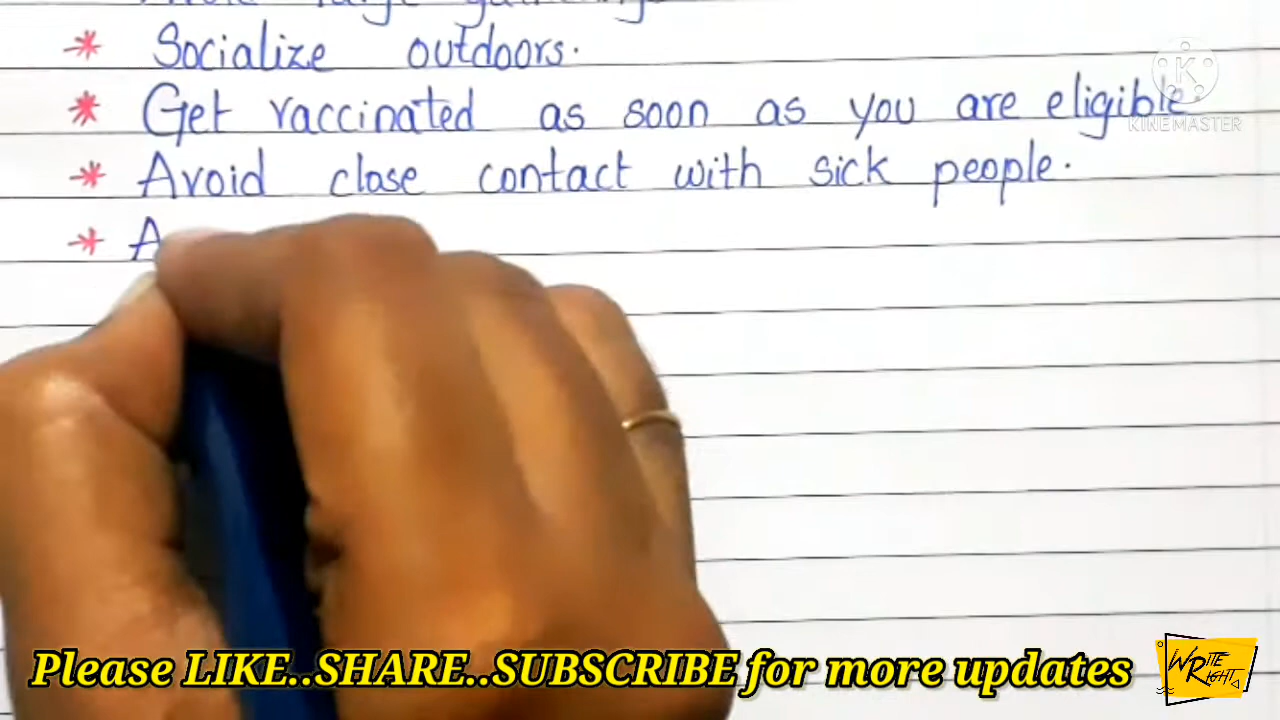 * Socialize outdoors.
* Get vaccinated as soon as you are eligible.
* Avoid close contact with sick people.
* A
K
KINEMASTER
Please LIKE..SHARE..SUBSCRIBE for more updates
WRITE
RIGHT